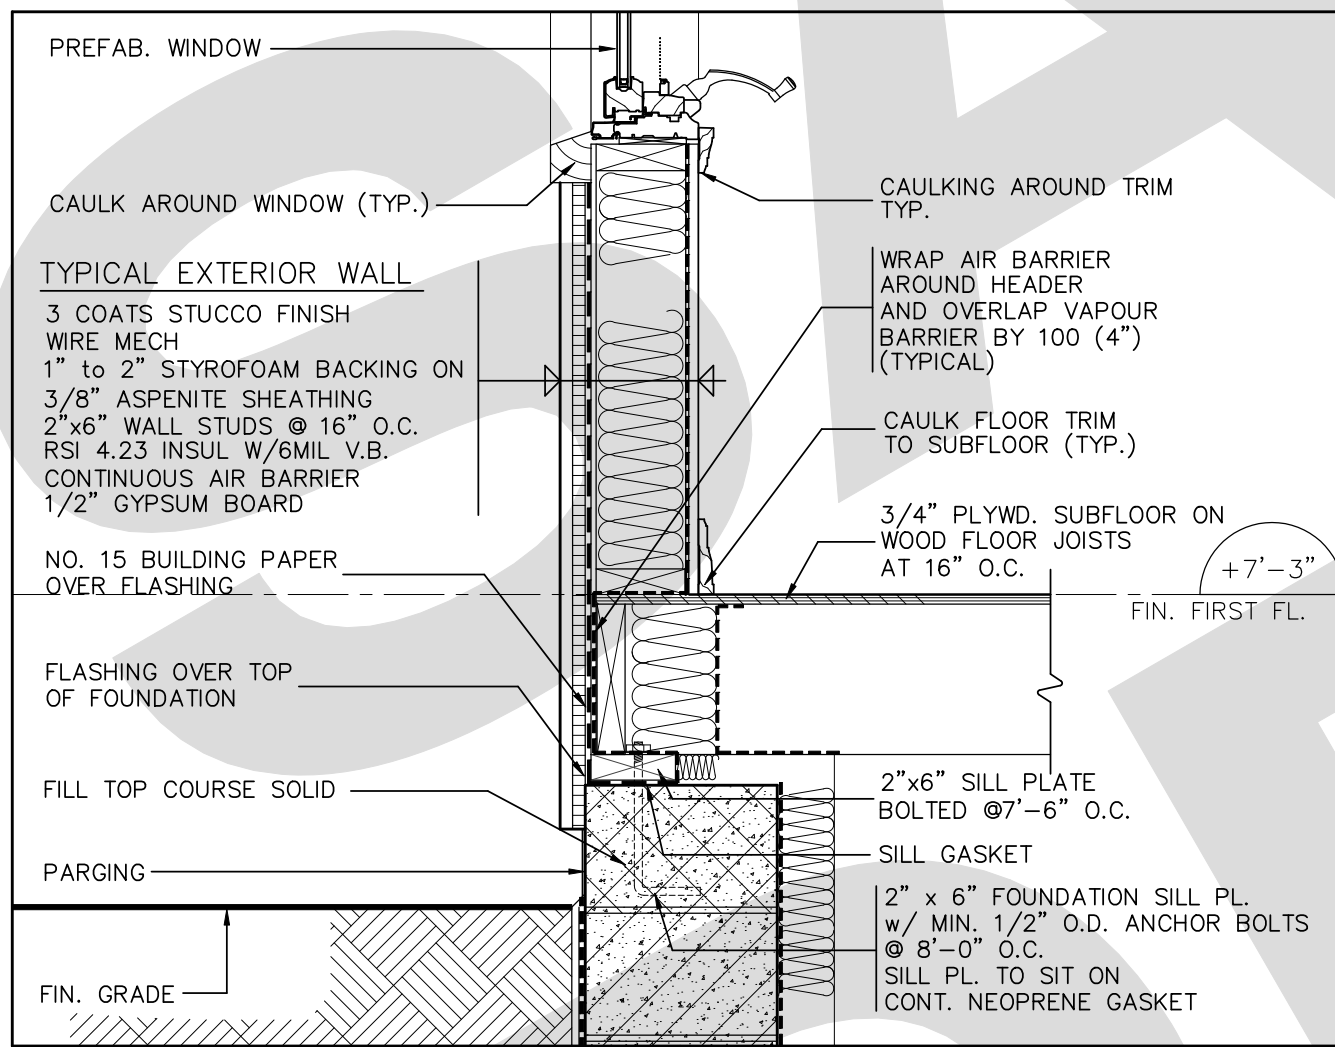 PREFAB. WINDOW
CAULK AROUND WINDOW (TYP.)
TYPICAL EXTERIOR WALL
3 COATS STUCCO FINISH
WIRE MECH
1” to 2” STYROFOAM BACKING ON
3/8” ASPENITE SHEATHING
2”x6” WALL STUDS @ 16” O.C.
RSI 4.23 INSUL W/6MIL V.B.
CONTINUOUS AIR BARRIER
1/2” GYPSUM BOARD
NO. 15 BUILDING PAPER
OVER FLASHING
FLASHING OVER TOP
OF FOUNDATION
FILL TOP COURSE SOLID
PARGING
FIN. GRADE
CAULKING AROUND TRIM
TYP.
WRAP AIR BARRIER
AROUND HEADER
AND OVERLAP VAPOUR
BARRIER BY 100 (4”)
(TYPICAL)
CAULK FLOOR TRIM
TO SUBFLOOR (TYP.)
3/4” PLYWD. SUBFLOOR ON
WOOD FLOOR JOISTS
AT 16” O.C.
+7’-3”
FIN. FIRST FL.
2”x6” SILL PLATE
BOLTED @7’-6” O.C.
SILL GASKET
2” x 6” FOUNDATION SILL PL.
w/ MIN. 1/2” O.D. ANCHOR BOLTS
@ 8’-0” O.C.
SILL PL. TO SIT ON
CONT. NEOPRENE GASKET